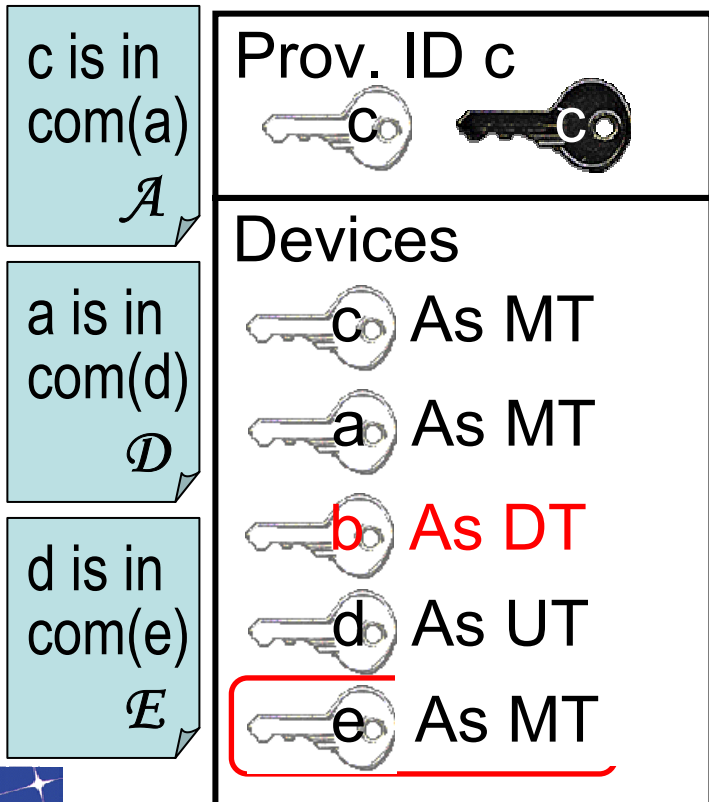 c is in
com(a)
A
a is in
com(d)
D
d is in
com(e)
E
Prov. ID c
c c
Devices
c As MT
a As MT
b As DT
d As UT
e As MT